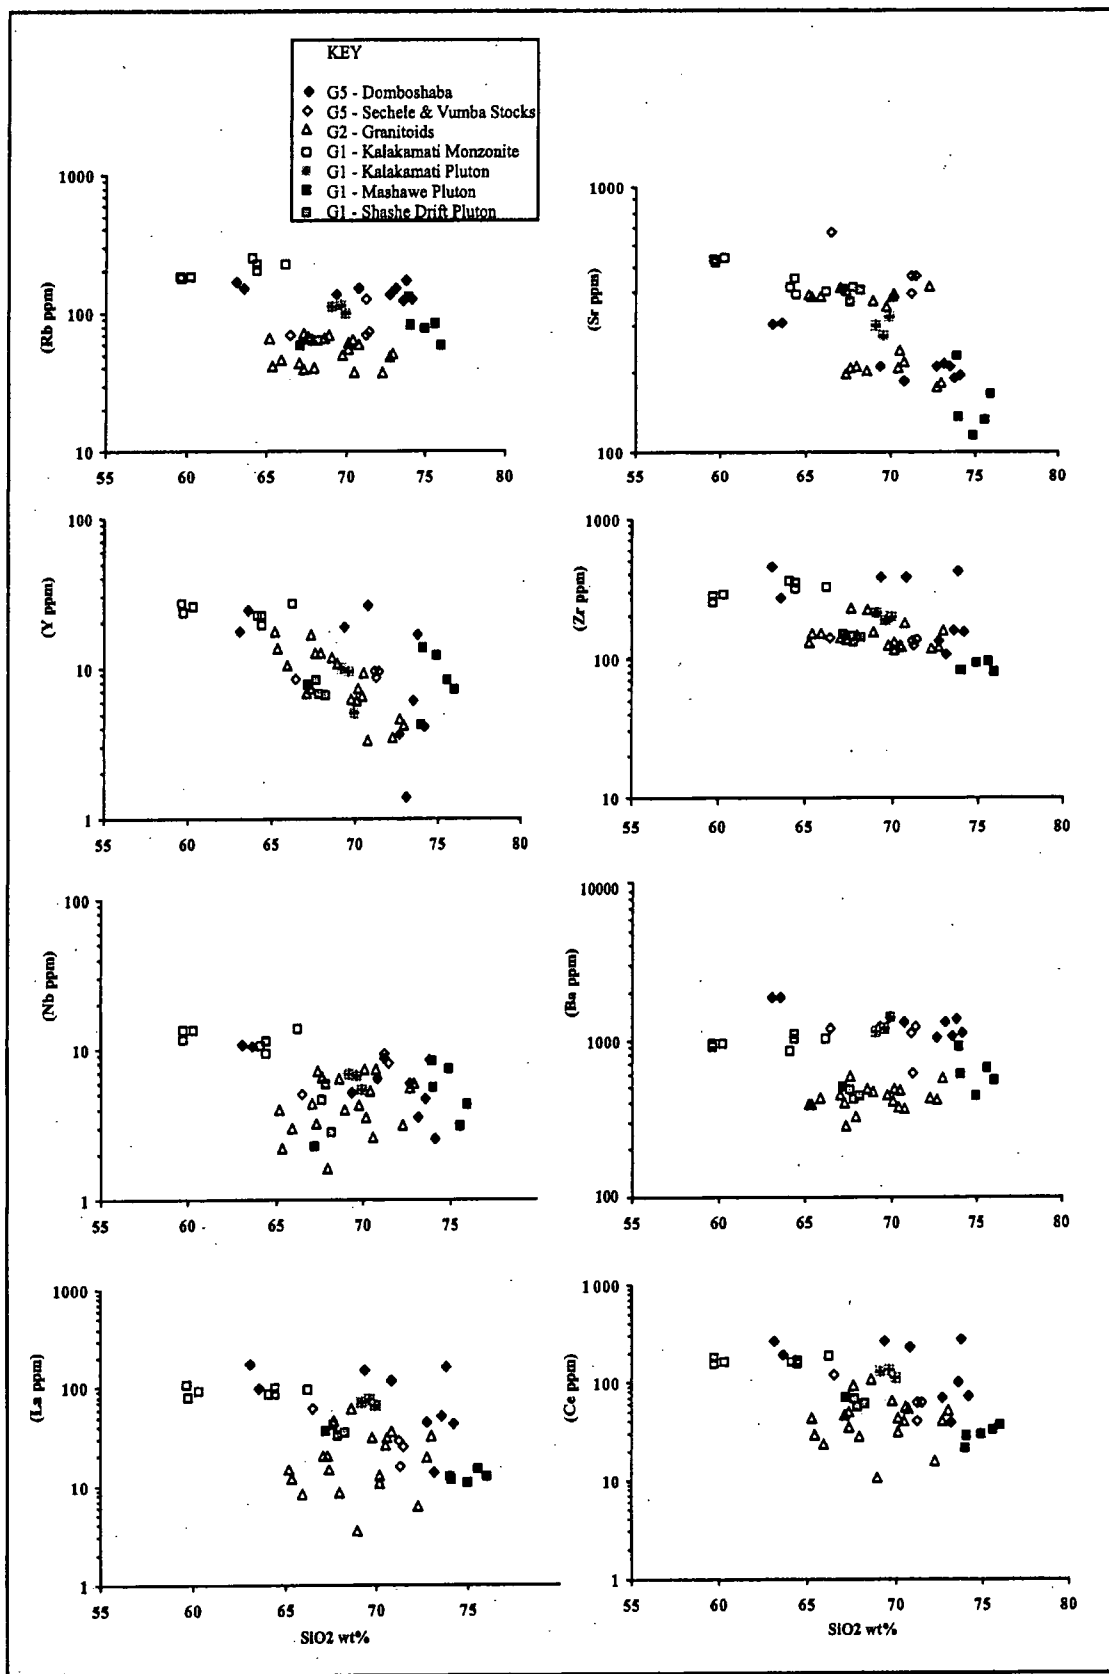 KEY
G5 - Domboshaba
G5 - Sechele & Vumba Stocks
G2 - Granitoids
G1 - Kalakamati Monzonite
G1 - Kalakamati Pluton
G1 - Mashawe Pluton
G1 - Shashe Drift Pluton
(Rb ppm)
1000
100
10
55 60 65 70 75 80
(Sr ppm)
1000
100
55 60 65 70 75 80
(Y ppm)
100
10
1
55 60 65 70 75 80
(Zr ppm)
1000
100
10
55 60 65 70 75 80
(Nb ppm)
100
10
1
55 60 65 70 75
(Ba ppm)
10000
1000
100
55 60 65 70 75 80
(La ppm)
1000
100
10
1
55 60 65 70 75 80
SiO2 wt%
(Ce ppm)
1000
100
10
1
55 60 65 70 75 80
SiO2 wt%